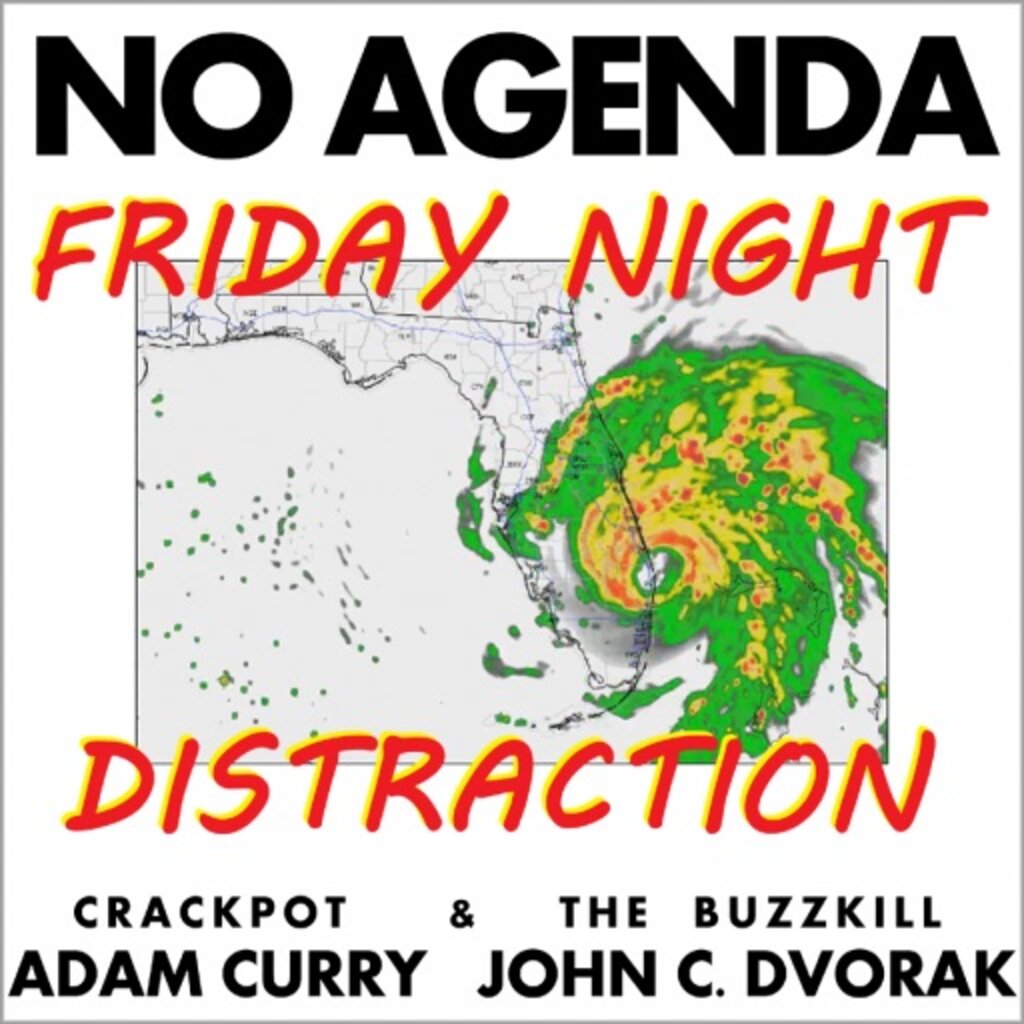 NO AGENDA
FRIDAY NIGHT
DISTRACTION
CRACKPOT & THE BUZZKILL
ADAM CURRY JOHN C. DVORAK